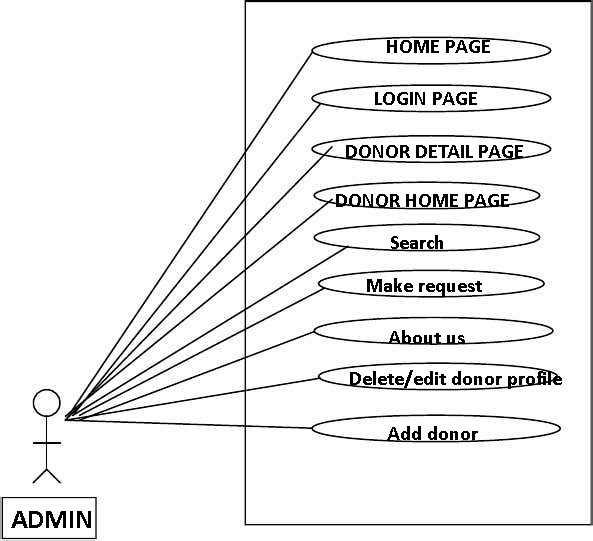 HOME PAGE
LOGIN PAGE
DONOR DETAIL PAGE
DONOR HOME PAGE
Search
Make request
About us
Delete/edit donor profile
Add donor
ADMIN